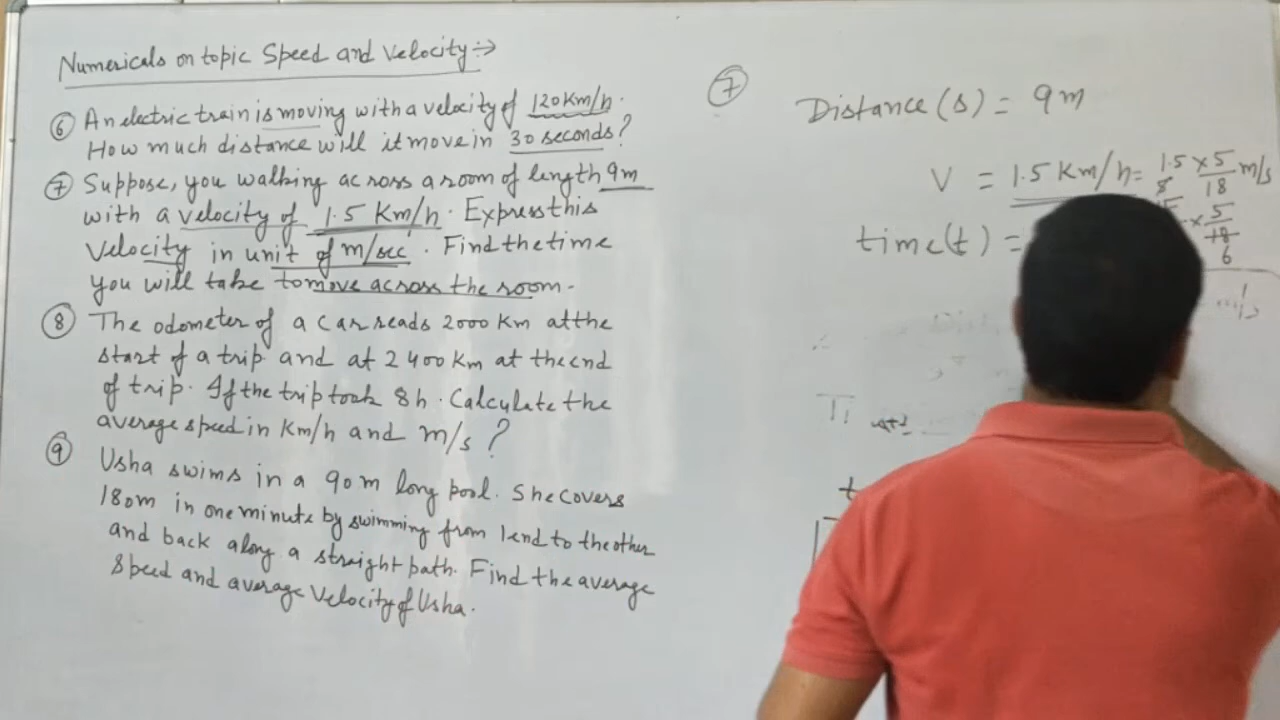 Numericals on topic Speed and Velocity :→
⑥ An electric train is moving with a velocity of 120 Km/h.
How much distance will it move in 30 seconds?
⑦ Suppose, you walking across a room of length 9m
with a velocity of 1.5 Km/h. Express this
Velocity in unit of m/sec. Find the time
you will take to move across the room.
⑧ The odometer of a car reads 2000 Km at the
start of a trip and at 2400 Km at the end
of trip. If the trip took 8h. Calculate the
average speed in Km/h and m/s?
⑨ Usha swims in a 90m long pool. She covers
180m in one minute by swimming from 1 end to the other
and back along a straight path. Find the average
Speed and average Velocity of Usha.
⑦
Distance (s) = 9m
V = 1.5 Km/h = 1.5 × 5/18 m/s
time(t) =
× 5/18
6
t